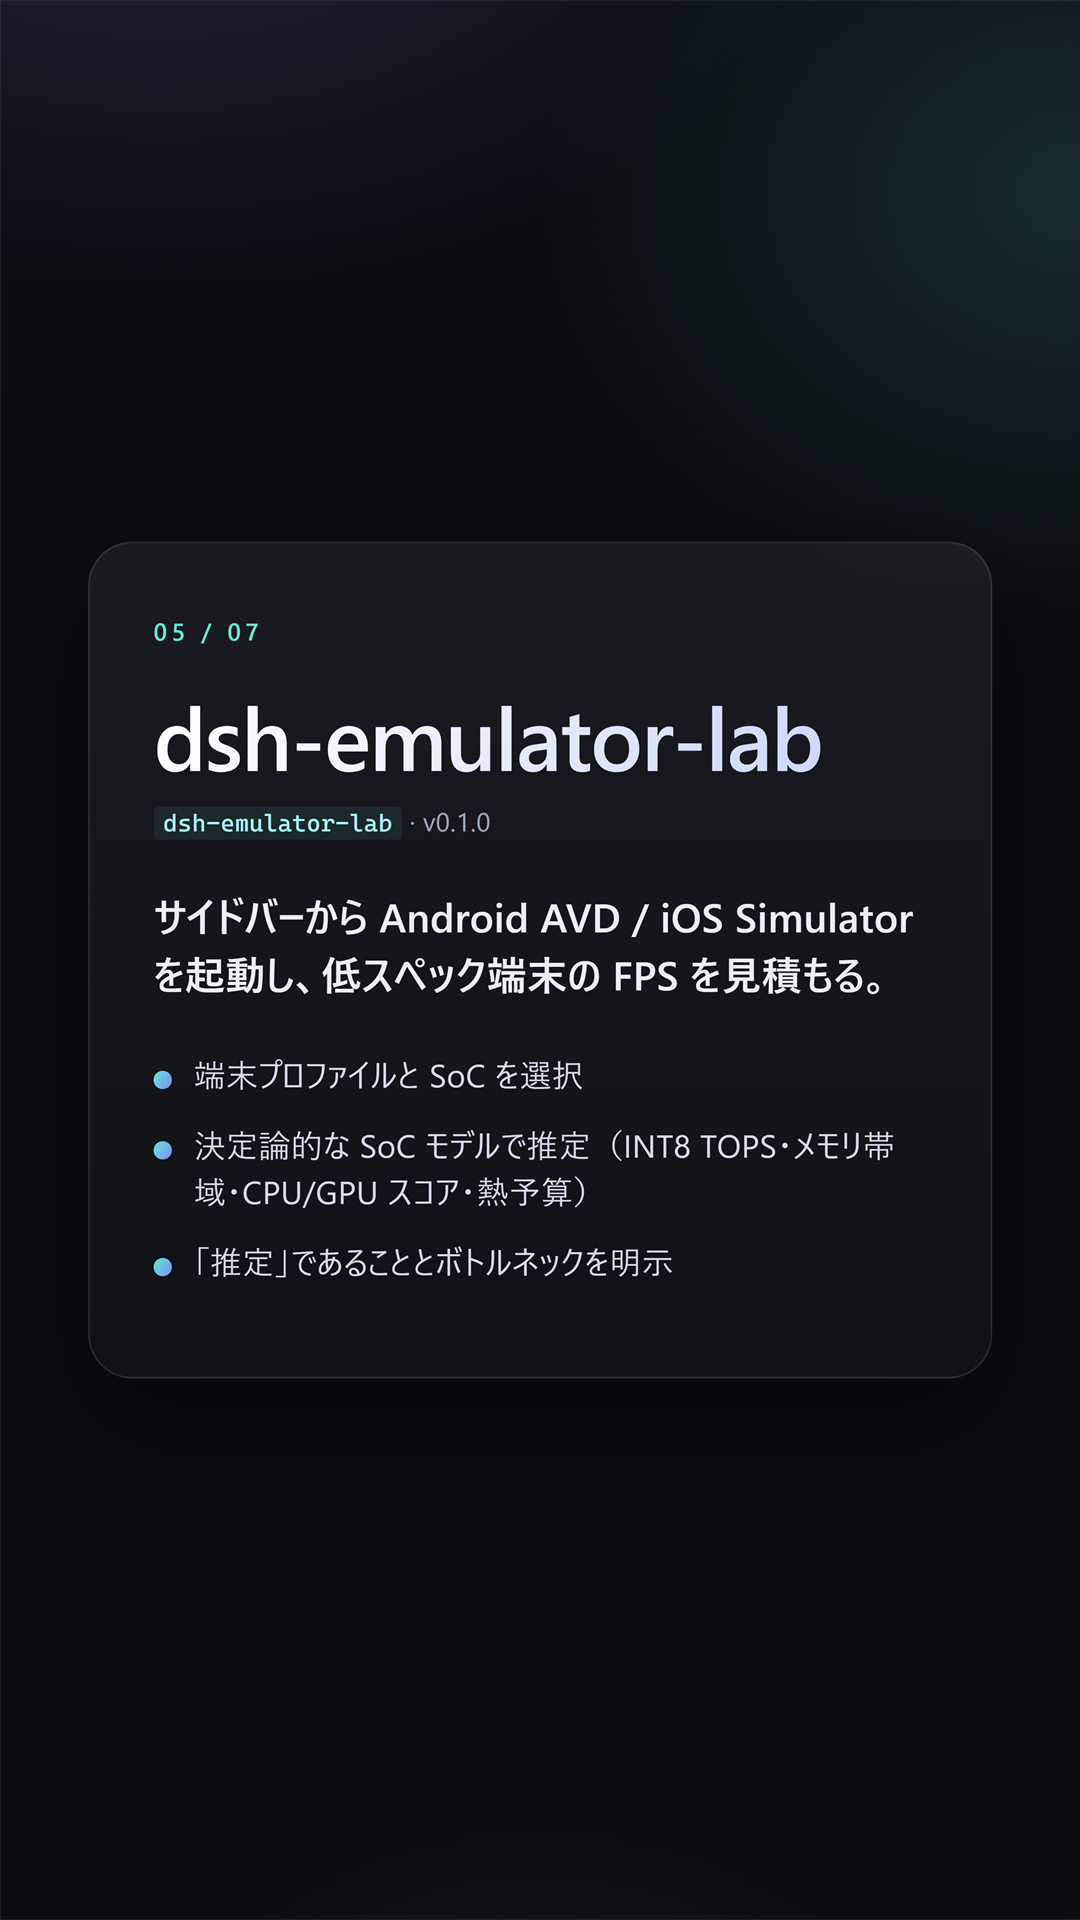 05 / 07
dsh-emulator-lab
dsh-emulator-lab · v0.1.0
サイドバーから Android AVD / iOS Simulator
を起動し、低スペック端末の FPS を見積もる。
端末プロファイルと SoC を選択
決定論的な SoC モデルで推定（INT8 TOPS・メモリ帯
域・CPU/GPU スコア・熱予算）
「推定」であることとボトルネックを明示